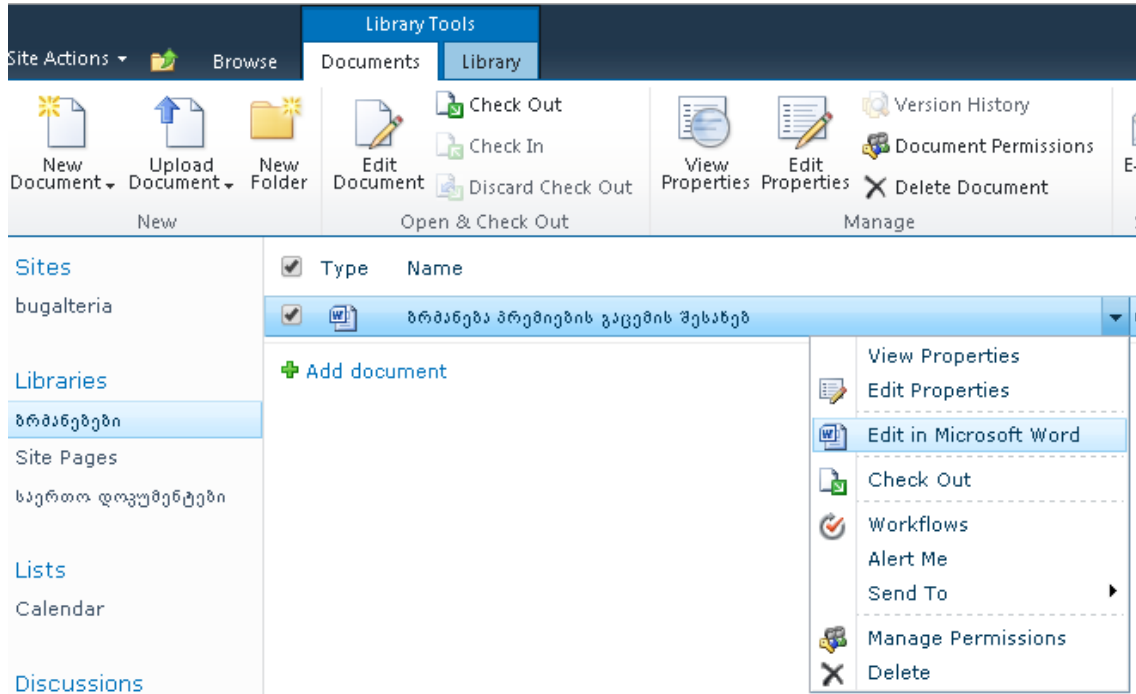 Library Tools
Site Actions Browse Documents Library
New Document
Upload Document
New Folder
New
Edit Document
Check Out
Check In
Discard Check Out
Open & Check Out
View Properties
Edit Properties
Version History
Document Permissions
Delete Document
Manage
Sites
bugalteria
Libraries
ბრძანებები
Site Pages
საერთო დოკუმენტები
Lists
Calendar
Discussions
Type Name
ბრძანება პრემიების გაცემის შესახებ
Add document
View Properties
Edit Properties
Edit in Microsoft Word
Check Out
Workflows
Alert Me
Send To
Manage Permissions
Delete